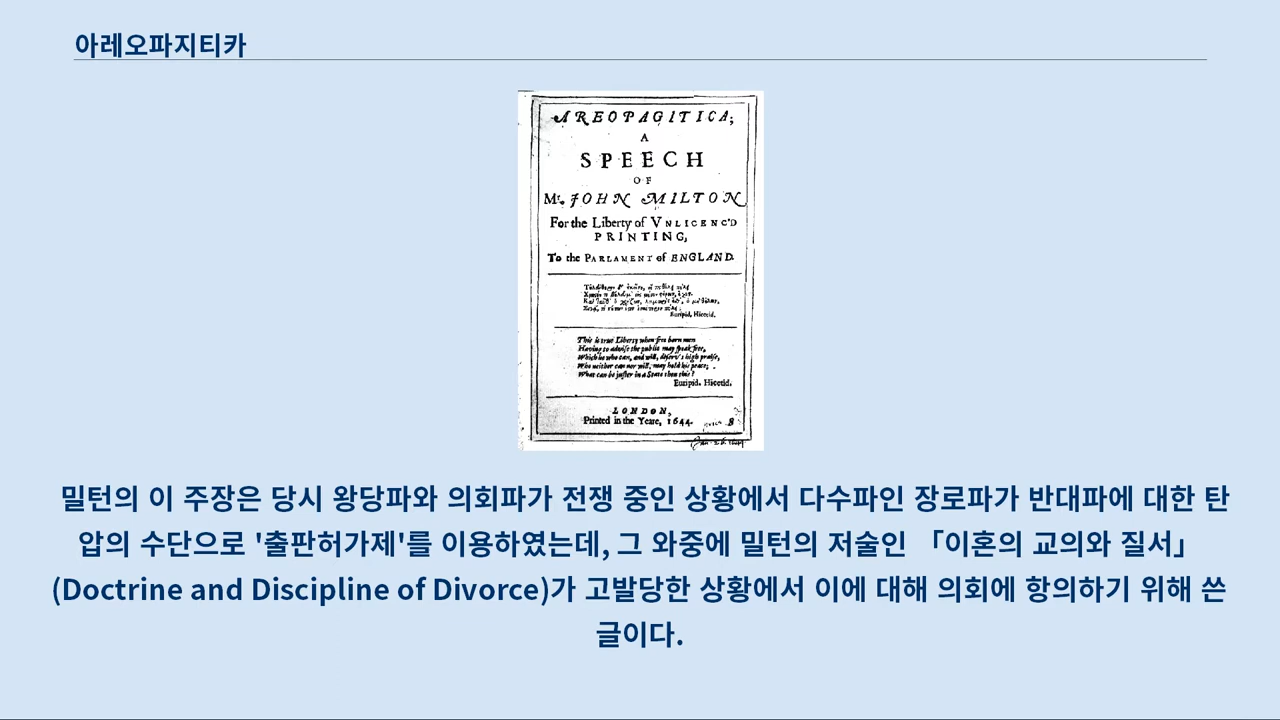 아레오파지티카
AREOPAGITICA;
A
SPEECH
OF
Mr. JOHN MILTON
For the Liberty of VNLICENC'D
PRINTING,
To the PARLAMENT of ENGLAND.
Euripid. Hicetid.
This is true Liberty when free born men
Having to advise the public may speak free,
Which he who can, and will, deserv's high praise,
Who neither can nor will, may hold his peace;
What can be juster in a State then this?
Euripid. Hicetid.
LONDON,
Printed in the Yeare, 1644.
밀턴의 이 주장은 당시 왕당파와 의회파가 전쟁 중인 상황에서 다수파인 장로파가 반대파에 대한 탄
압의 수단으로 '출판허가제'를 이용하였는데, 그 와중에 밀턴의 저술인 「이혼의 교의와 질서」
(Doctrine and Discipline of Divorce)가 고발당한 상황에서 이에 대해 의회에 항의하기 위해 쓴
글이다.